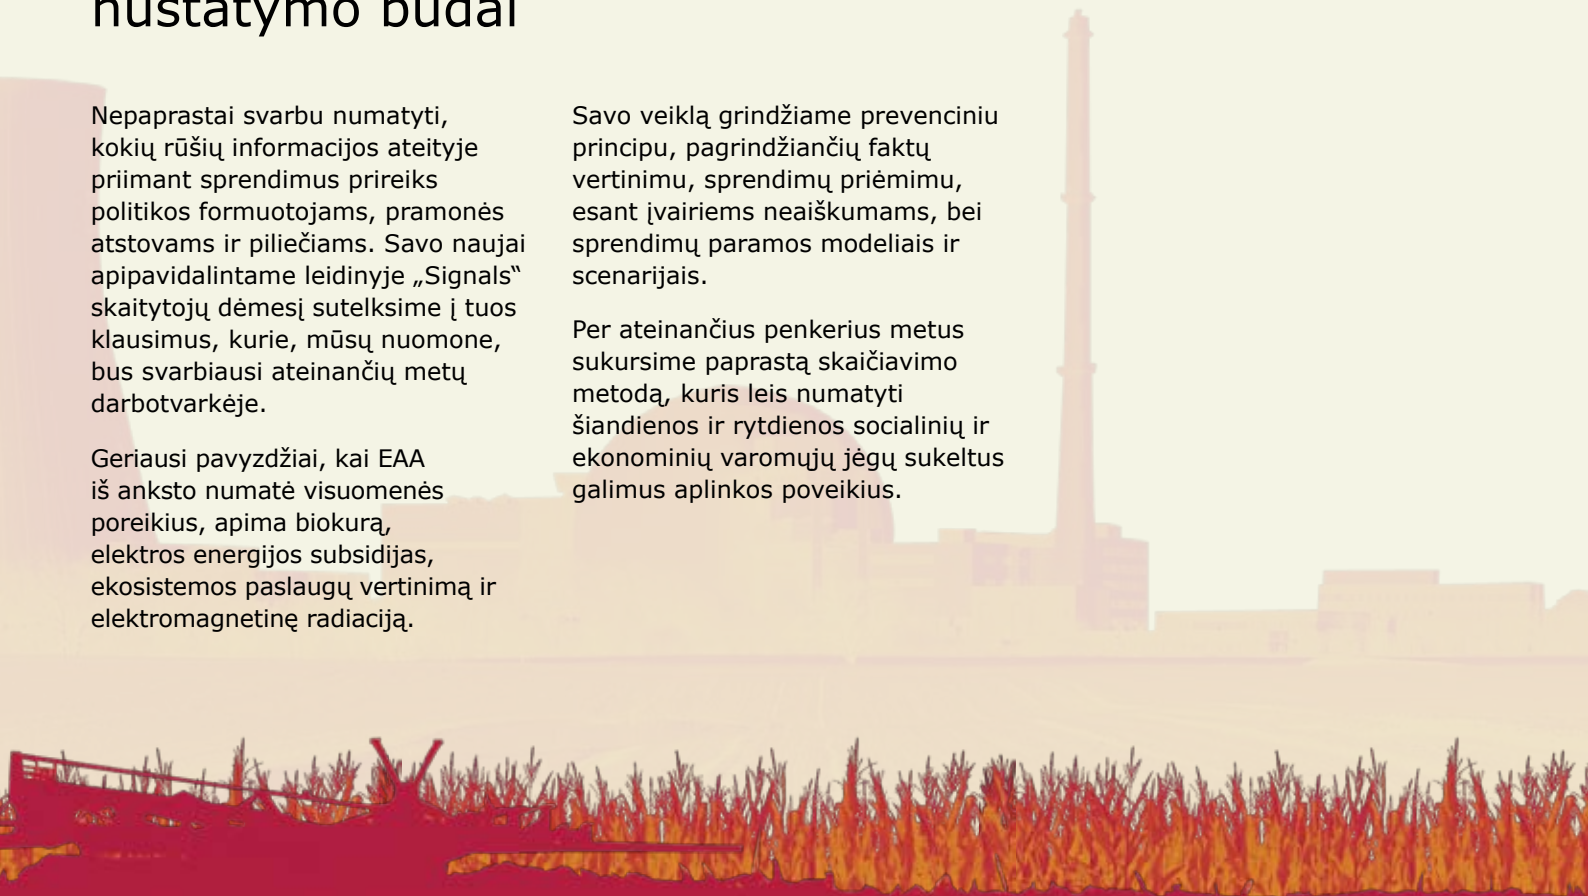 nustatymo būdai
Nepaprastai svarbu numatyti,
kokių rūšių informacijos ateityje
priimant sprendimus prireiks
politikos formuotojams, pramonės
atstovams ir piliečiams. Savo naujai
apipavidalintame leidinyje „Signals“
skaitytojų dėmesį sutelksime į tuos
klausimus, kurie, mūsų nuomone,
bus svarbiausi ateinančių metų
darbotvarkėje.
Geriausi pavyzdžiai, kai EAA
iš anksto numatė visuomenės
poreikius, apima biokurą,
elektros energijos subsidijas,
ekosistemos paslaugų vertinimą ir
elektromagnetinę radiaciją.
Savo veiklą grindžiame prevenciniu
principu, pagrindžiančių faktų
vertinimu, sprendimų priėmimu,
esant įvairiems neaiškumams, bei
sprendimų paramos modeliais ir
scenarijais.
Per ateinančius penkerius metus
sukursime paprastą skaičiavimo
metodą, kuris leis numatyti
šiandienos ir rytdienos socialinių ir
ekonominių varomųjų jėgų sukeltus
galimus aplinkos poveikius.